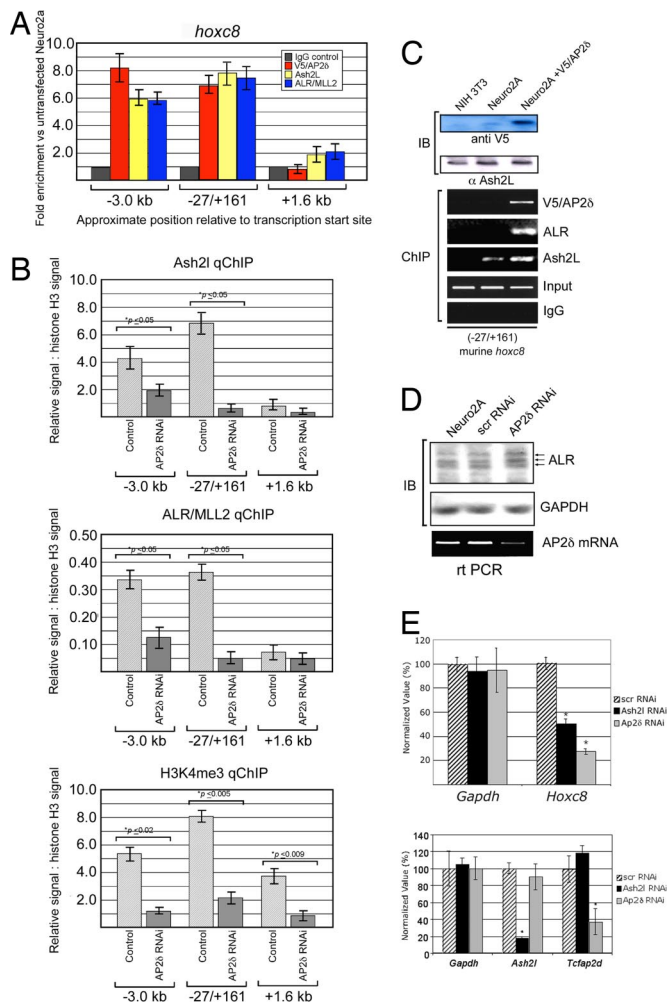 A
hoxc8
Fold enrichment vs untransfected Neuro2a
10.0
8.0
6.0
4.0
2.0
IgG control
V5/AP2δ
Ash2L
ALR/MLL2
-3.0 kb
-27/+161
+1.6 kb
Approximate position relative to transcription start site
B
Ash2l qChIP
Relative signal : histone H3 signal
10.0
8.0
6.0
4.0
2.0
*p <0.05
*p <0.05
Control
AP2δ RNAi
Control
AP2δ RNAi
Control
AP2δ RNAi
-3.0 kb
-27/+161
+1.6 kb
ALR/MLL2 qChIP
Relative signal : histone H3 signal
0.50
0.40
0.30
0.20
0.10
*p <0.05
*p <0.05
Control
AP2δ RNAi
Control
AP2δ RNAi
Control
AP2δ RNAi
-3.0 kb
-27/+161
+1.6 kb
H3K4me3 qChIP
Relative signal : histone H3 signal
10.0
8.0
6.0
4.0
2.0
*p <0.02
*p <0.005
*p <0.009
Control
AP2δ RNAi
Control
AP2δ RNAi
Control
AP2δ RNAi
-3.0 kb
-27/+161
+1.6 kb
C
NIH 3T3
Neuro2A
Neuro2A +V5/AP2δ
IB
anti V5
α Ash2L
ChIP
V5/AP2δ
ALR
Ash2L
Input
IgG
(-27/+161)
murine hoxc8
D
Neuro2A
scr RNAi
AP2δ RNAi
IB
ALR
GAPDH
AP2δ mRNA
rt PCR
E
Normalized Value (%)
120
100
80
60
40
20
scr RNAi
Ash2l RNAi
Ap2δ RNAi
*
*
Gapdh
Hoxc8
Normalized Value (%)
140
120
100
80
60
40
20
0
scr RNAi
Ash2l RNAi
Ap2δ RNAi
*
*
Gapdh
Ash2l
Tcfap2d